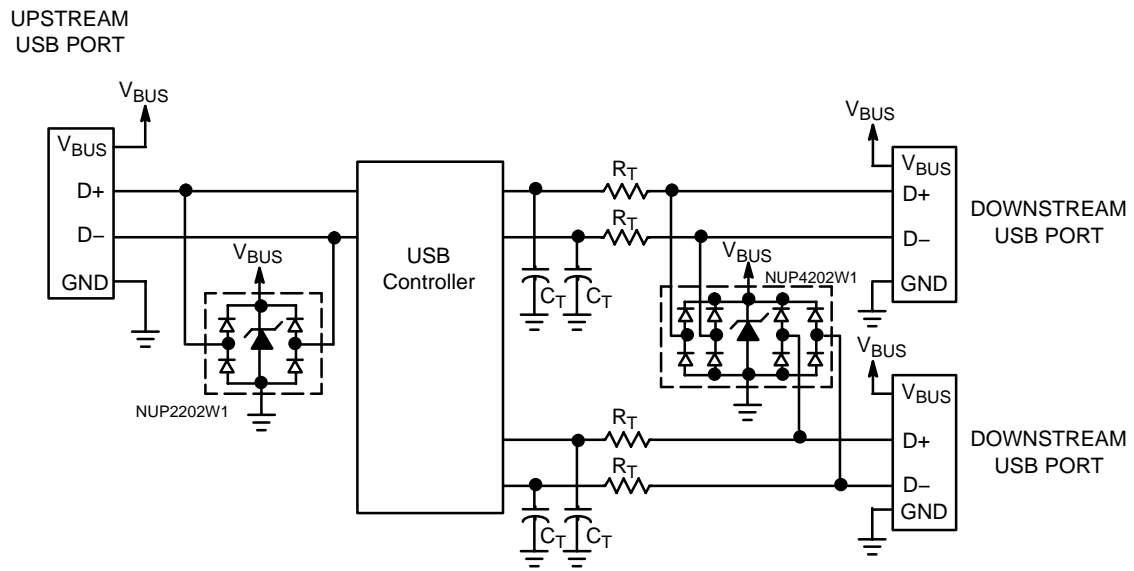 UPSTREAM
USB PORT
VBUS
VBUS
D+
D–
GND
VBUS
NUP2202W1
USB
Controller
RT
RT
CT
CT
VBUS
NUP4202W1
VBUS
VBUS
D+
D–
GND
DOWNSTREAM
USB PORT
RT
RT
CT
CT
VBUS
VBUS
D+
D–
GND
DOWNSTREAM
USB PORT